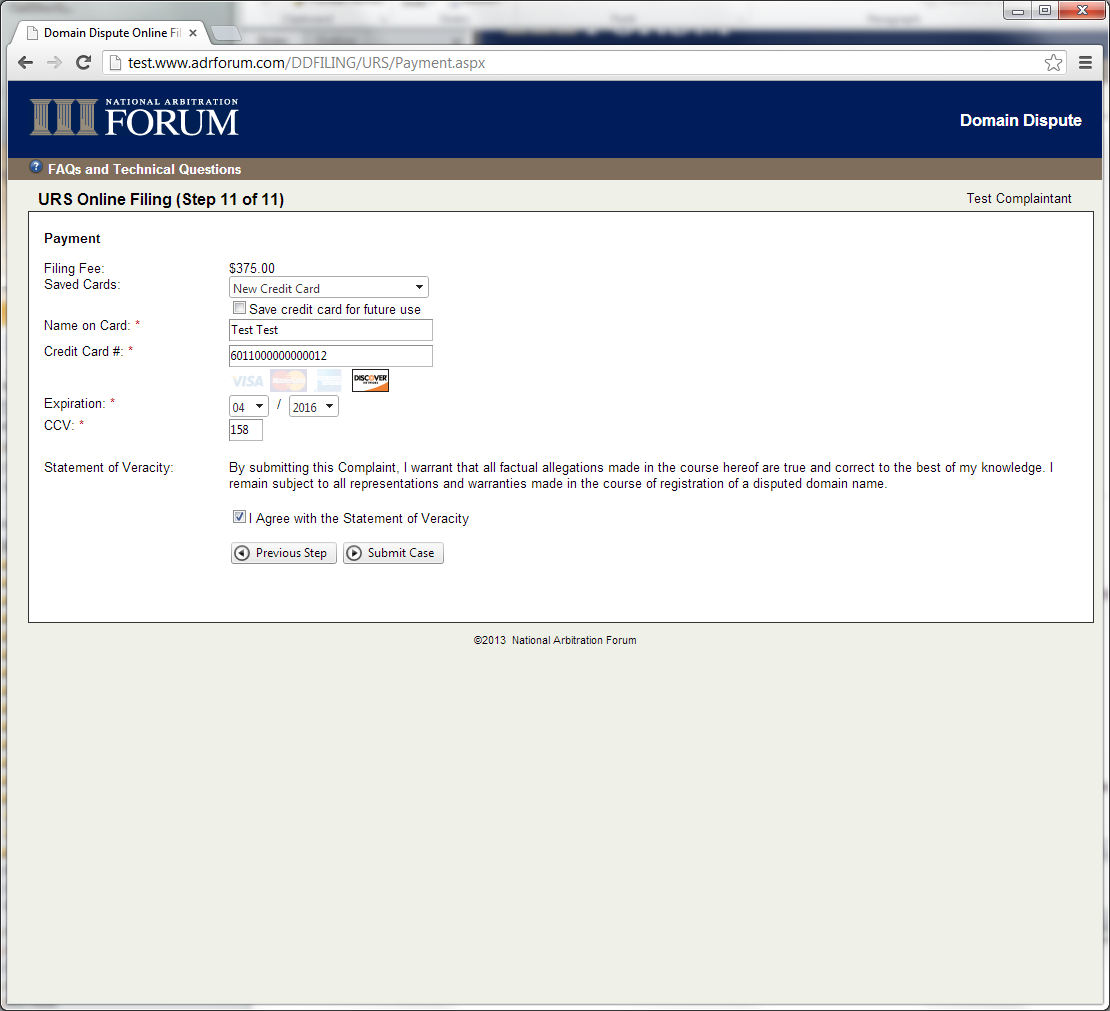 Domain Dispute Online Fil
test.www.adrforum.com/DDFILING/URS/Payment.aspx
NATIONAL ARBITRATION
FORUM
Domain Dispute
? FAQs and Technical Questions
URS Online Filing (Step 11 of 11)
Test Complaintant
Payment
Filing Fee: $375.00
Saved Cards: New Credit Card
Save credit card for future use
Name on Card: * Test Test
Credit Card #: * 6011000000000012
VISA MasterCard DISCOVER
NETWORK
Expiration: * 04 / 2016
CCV: * 158
Statement of Veracity: By submitting this Complaint, I warrant that all factual allegations made in the course hereof are true and correct to the best of my knowledge. I
remain subject to all representations and warranties made in the course of registration of a disputed domain name.
I Agree with the Statement of Veracity
Previous Step Submit Case
©2013 National Arbitration Forum